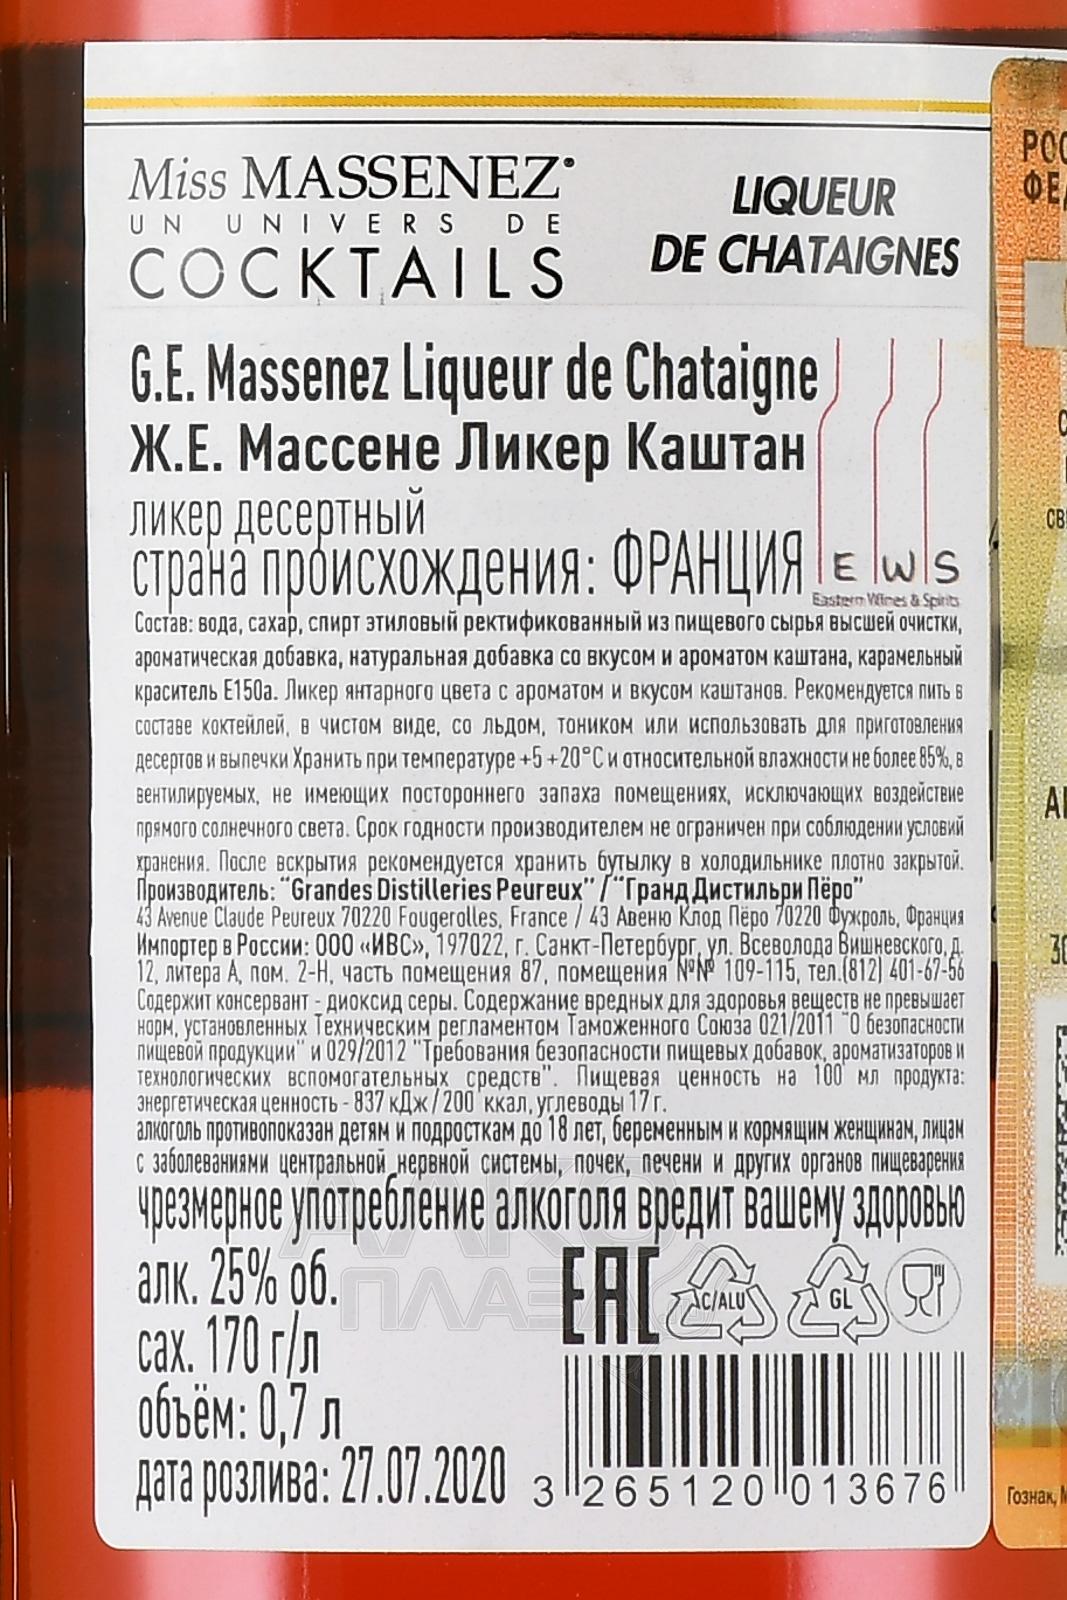 Miss MASSENEZ®
UN UNIVERS DE
COCKTAILS
LIQUEUR
DE CHATAIGNES
G.E. Massenez Liqueur de Chataigne
Ж.Е. Массене Ликер Каштан
ликер десертный
страна происхождения: ФРАНЦИЯ
E W S
Eastern Wines & Spirits
Состав: вода, сахар, спирт этиловый ректификованный из пищевого сырья высшей очистки,
ароматическая добавка, натуральная добавка со вкусом и ароматом каштана, карамельный
краситель Е150а. Ликер янтарного цвета с ароматом и вкусом каштанов. Рекомендуется пить в
составе коктейлей, в чистом виде, со льдом, тоником или использовать для приготовления
десертов и выпечки Хранить при температуре +5 +20°С и относительной влажности не более 85%, в
вентилируемых, не имеющих постороннего запаха помещениях, исключающих воздействие
прямого солнечного света. Срок годности производителем не ограничен при соблюдении условий
хранения. После вскрытия рекомендуется хранить бутылку в холодильнике плотно закрытой.
Производитель: "Grandes Distilleries Peureux" / "Гранд Дистильри Пёро"
43 Avenue Claude Peureux 70220 Fougerolles, France / 43 Авеню Клод Пёро 70220 Фужроль, Франция
Импортер в России: ООО «ИВС», 197022, г. Санкт-Петербург, ул. Всеволода Вишневского, д.
12, литера А, пом. 2-Н, часть помещения 87, помещения №№ 109-115, тел.(812) 401-67-56
Содержит консервант - диоксид серы. Содержание вредных для здоровья веществ не превышает
норм, установленных Техническим регламентом Таможенного Союза 021/2011 "О безопасности
пищевой продукции" и 029/2012 "Требования безопасности пищевых добавок, ароматизаторов и
технологических вспомогательных средств". Пищевая ценность на 100 мл продукта:
энергетическая ценность - 837 кДж / 200 ккал, углеводы 17 г.
алкоголь противопоказан детям и подросткам до 18 лет, беременным и кормящим женщинам, лицам
с заболеваниями центральной нервной системы, почек, печени и других органов пищеварения
чрезмерное употребление алкоголя вредит вашему здоровью
алк. 25% об.
сах. 170 г/л
объём: 0,7 л
дата розлива: 27.07.2020
EAC
C/ALU
GL
3 265120 013676
АЛКО
ПЛАЗА
РОС
ФЕД
Гознак, М